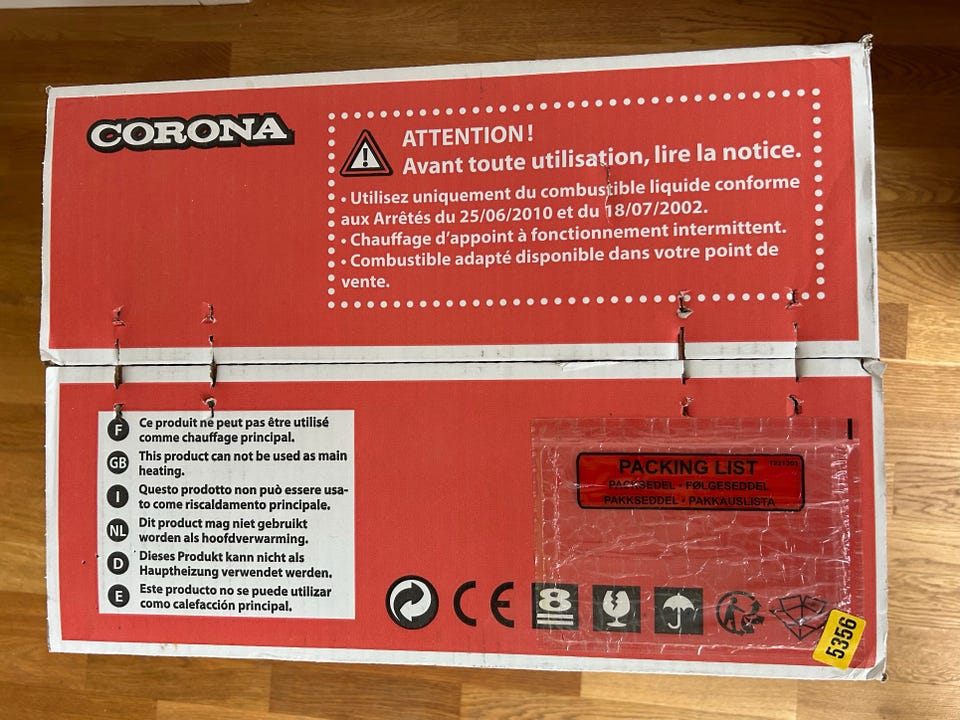 CORONA
ATTENTION!
Avant toute utilisation, lire la notice.
• Utilisez uniquement du combustible liquide conforme
aux Arrêtés du 25/06/2010 et du 18/07/2002.
• Chauffage d'appoint à fonctionnement intermittent.
• Combustible adapté disponible dans votre point de
vente.
F Ce produit ne peut pas être utilisé
comme chauffage principal.
GB This product can not be used as main
heating.
I Questo prodotto non può essere usa-
to come riscaldamento principale.
NL Dit product mag niet gebruikt
worden als hoofdverwarming.
D Dieses Produkt kann nicht als
Hauptheizung verwendet werden.
E Este producto no se puede utilizar
como calefacción principal.
PACKING LIST 1221203
PACKSEDEL - FØLGESEDDEL
PAKKSEDDEL - PAKKAUSLISTA
CE
8
5356